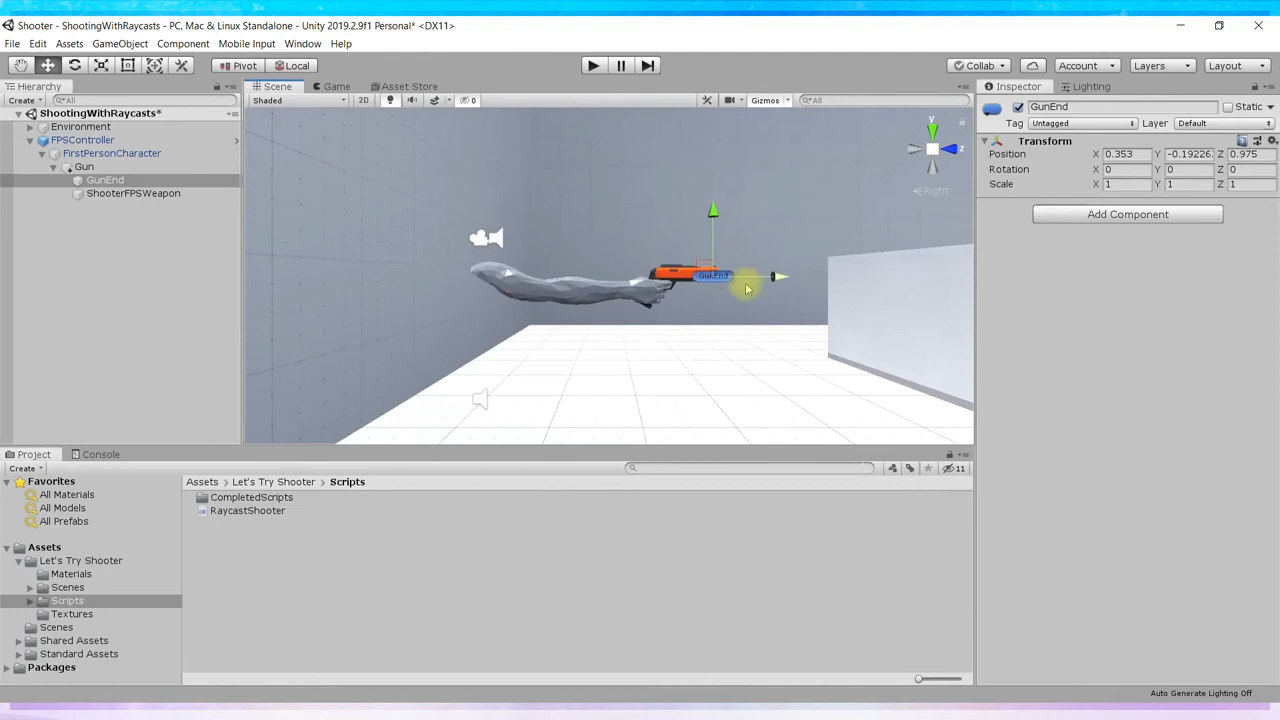 Shooter - ShootingWithRaycasts - PC, Mac & Linux Standalone - Unity 2019.2.9f1 Personal* <DX11>
File Edit Assets GameObject Component Mobile Input Window Help
Pivot Local Collab Account Layers Layout
Hierarchy Scene Game Asset Store Inspector Lighting
Create All Shaded 2D 0 Gizmos All GunEnd Static
ShootingWithRaycasts* Tag Untagged Layer Default
Environment Transform
FPSController Position X 0.353 Y -0.19226 Z 0.975
FirstPersonCharacter Rotation X 0 Y 0 Z 0
Gun Scale X 1 Y 1 Z 1
GunEnd
ShooterFPSWeapon
y
z
Right
Add Component
GunEnd
Project Console
Create 11
Favorites Assets > Let's Try Shooter > Scripts
All Materials CompletedScripts
All Models RaycastShooter
All Prefabs
Assets
Let's Try Shooter
Materials
Scenes
Scripts
Textures
Scenes
Shared Assets
Standard Assets
Packages
Auto Generate Lighting Off